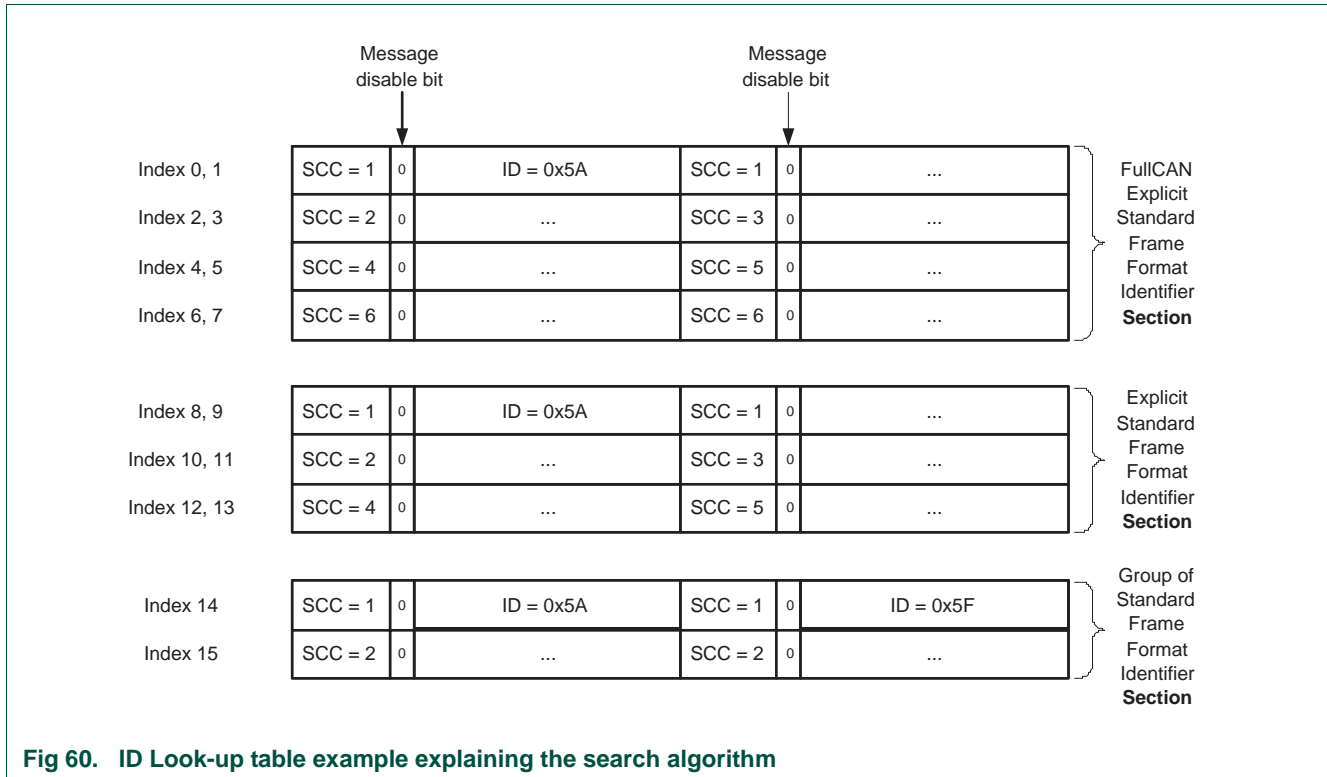 Message
disable bit
Message
disable bit
Index 0, 1 SCC = 1 0 ID = 0x5A SCC = 1 0 ...
Index 2, 3 SCC = 2 0 ... SCC = 3 0 ...
Index 4, 5 SCC = 4 0 ... SCC = 5 0 ...
Index 6, 7 SCC = 6 0 ... SCC = 6 0 ...
FullCAN
Explicit
Standard
Frame
Format
Identifier
Section
Index 8, 9 SCC = 1 0 ID = 0x5A SCC = 1 0 ...
Index 10, 11 SCC = 2 0 ... SCC = 3 0 ...
Index 12, 13 SCC = 4 0 ... SCC = 5 0 ...
Explicit
Standard
Frame
Format
Identifier
Section
Index 14 SCC = 1 0 ID = 0x5A SCC = 1 0 ID = 0x5F
Index 15 SCC = 2 0 ... SCC = 2 0 ...
Group of
Standard
Frame
Format
Identifier
Section
Fig 60. ID Look-up table example explaining the search algorithm